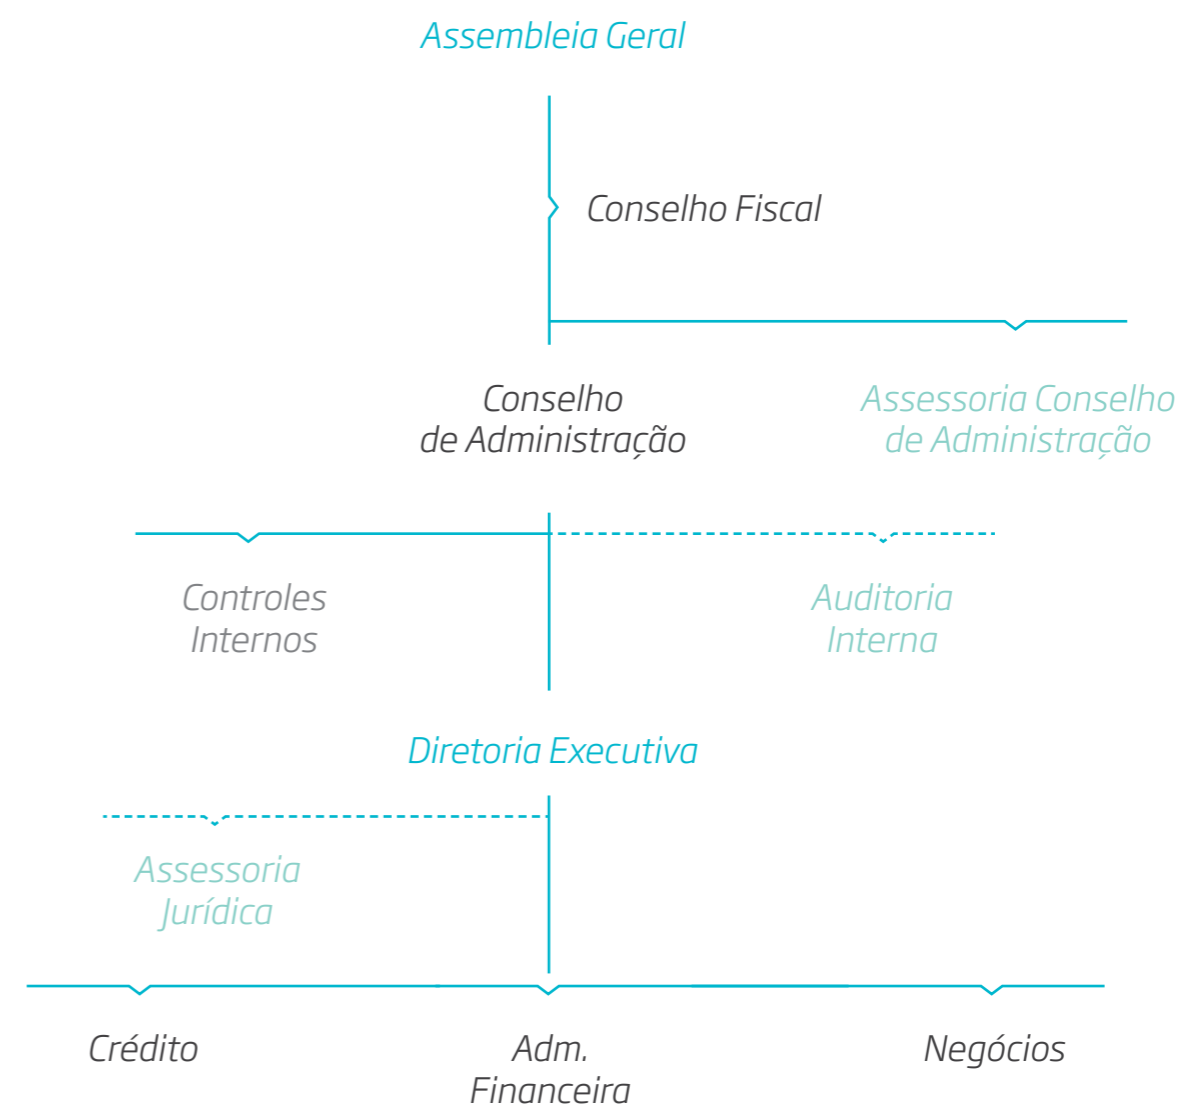 Assembleia Geral
Conselho Fiscal
Conselho
de Administração
Assessoria Conselho
de Administração
Controles
Internos
Auditoria
Interna
Diretoria Executiva
Assessoria
Jurídica
Crédito
Adm.
Financeira
Negócios